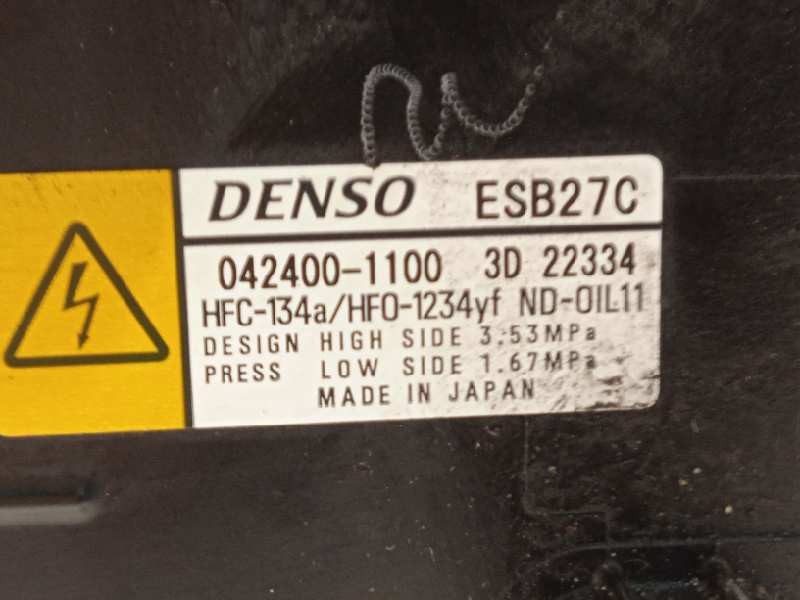 DENSO ESB27C
042400-1100 3D 22334
HFC-134a/HFO-1234yf ND-OIL11
DESIGN HIGH SIDE 3.53MPa
PRESS LOW SIDE 1.67MPa
MADE IN JAPAN